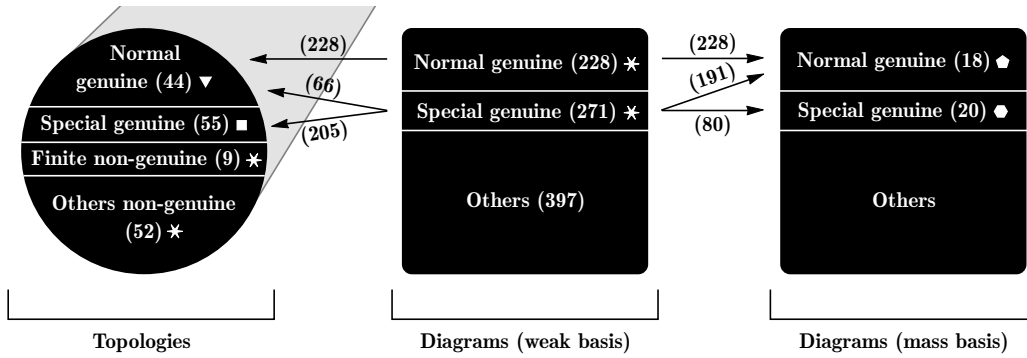 Normal
genuine (44)
Special genuine (55)
Finite non-genuine (9)
Others non-genuine
(52)
(228)
(66)
(205)
Normal genuine (228)
Special genuine (271)
Others (397)
(228)
(191)
(80)
Normal genuine (18)
Special genuine (20)
Others
Topologies
Diagrams (weak basis)
Diagrams (mass basis)